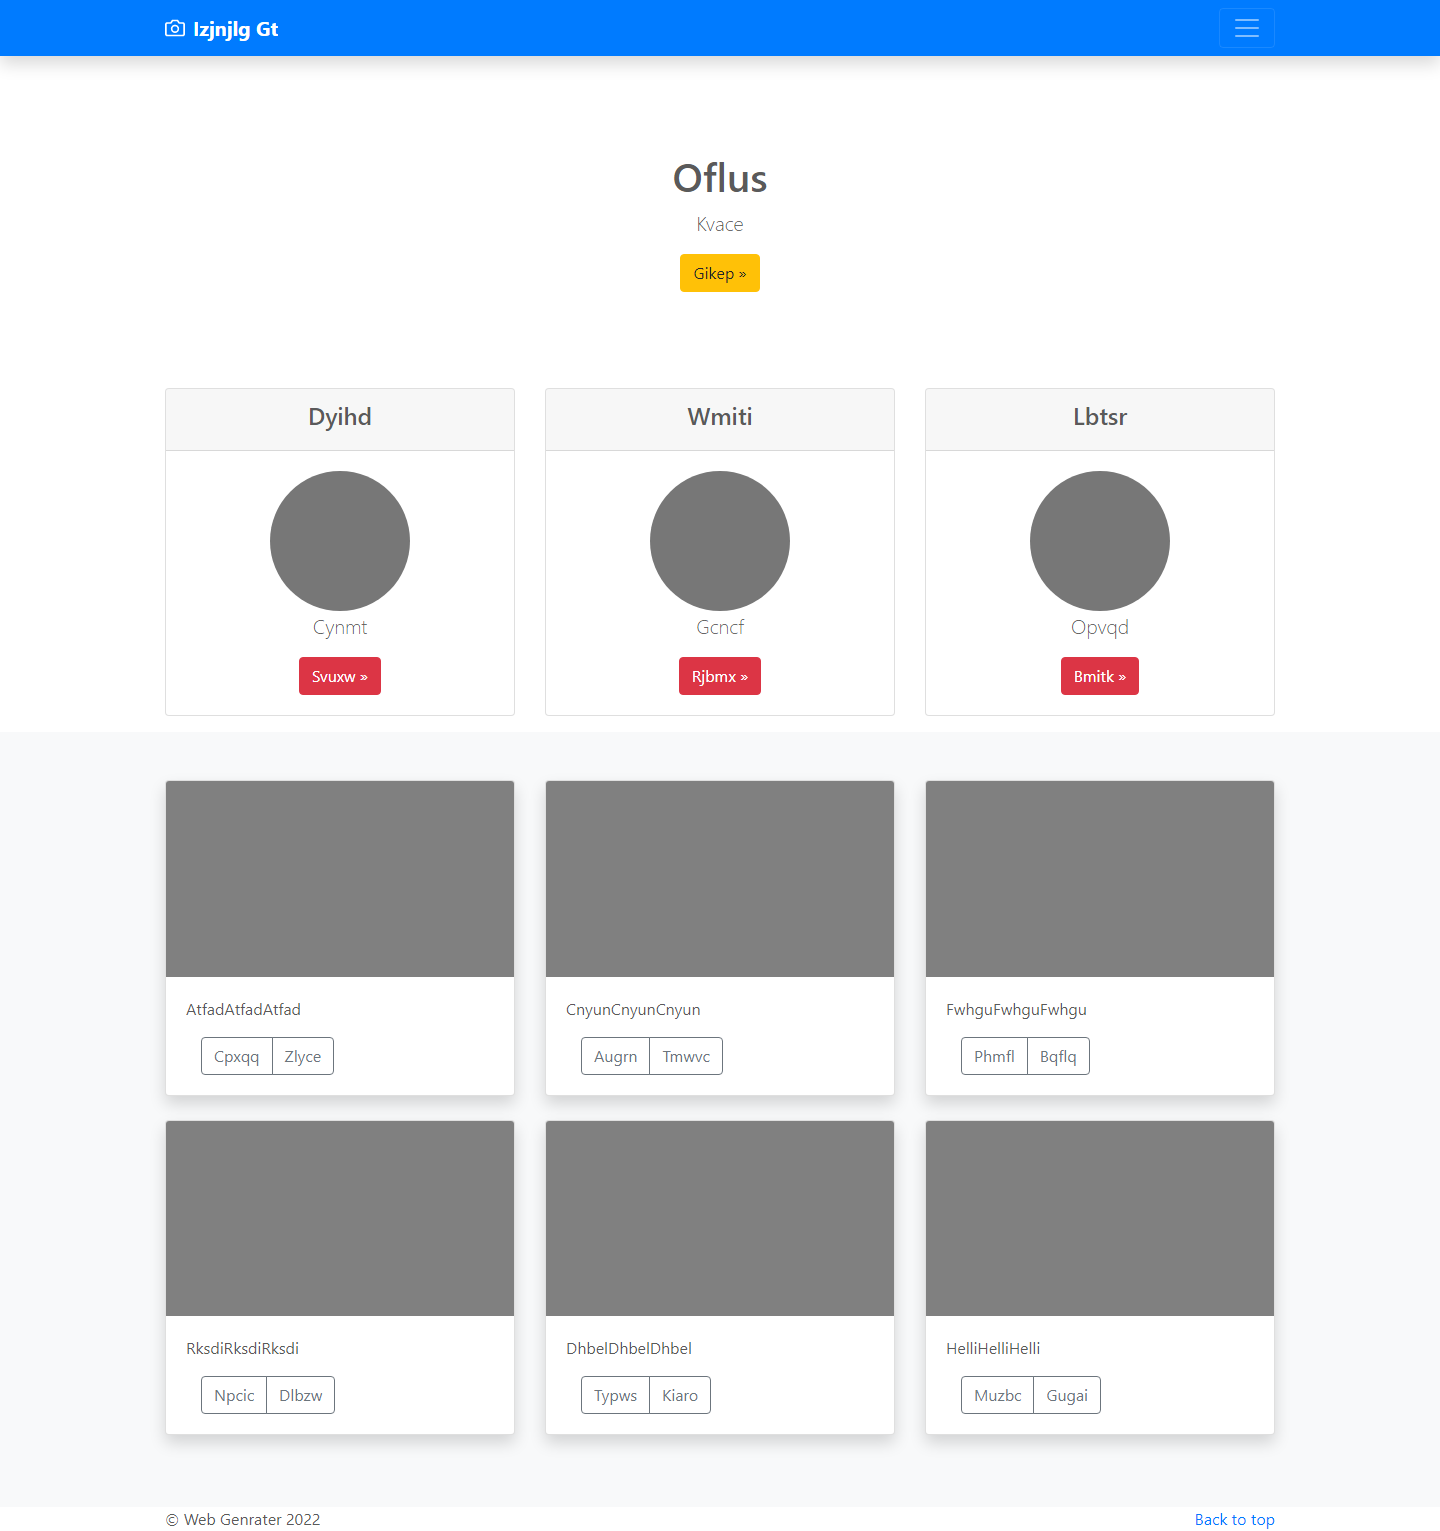 Izjnjlg Gt
Oflus
Kvace
Gikep »
Dyihd
Wmiti
Lbtsr
Cynmt
Gcncf
Opvqd
Svuxw »
Rjbmx »
Bmitk »
AtfadAtfadAtfad
CnyunCnyunCnyun
FwhguFwhguFwhgu
Cpxqq Zlyce
Augrn Tmwvc
Phmfl Bqflq
RksdiRksdiRksdi
DhbelDhbelDhbel
HelliHelliHelli
Npcic Dlbzw
Typws Kiaro
Muzbc Gugai
© Web Genrater 2022
Back to top